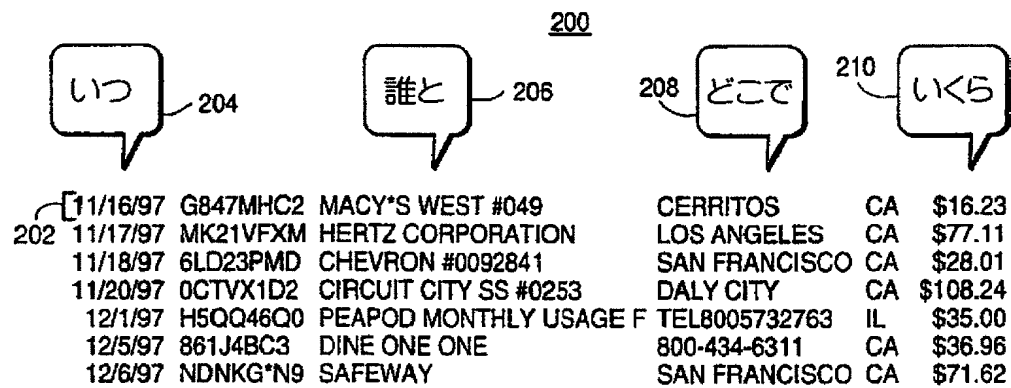 200
いつ 204 誰と 206 208 どこで 210 いくら
11/16/97 G847MHC2 MACY*S WEST #049 CERRITOS CA $16.23
202 11/17/97 MK21VFXM HERTZ CORPORATION LOS ANGELES CA $77.11
11/18/97 6LD23PMD CHEVRON #0092841 SAN FRANCISCO CA $28.01
11/20/97 0CTVX1D2 CIRCUIT CITY SS #0253 DALY CITY CA $108.24
12/1/97 H5QQ46Q0 PEAPOD MONTHLY USAGE F TEL8005732763 IL $35.00
12/5/97 861J4BC3 DINE ONE ONE 800-434-6311 CA $36.96
12/6/97 NDNKG*N9 SAFEWAY SAN FRANCISCO CA $71.62